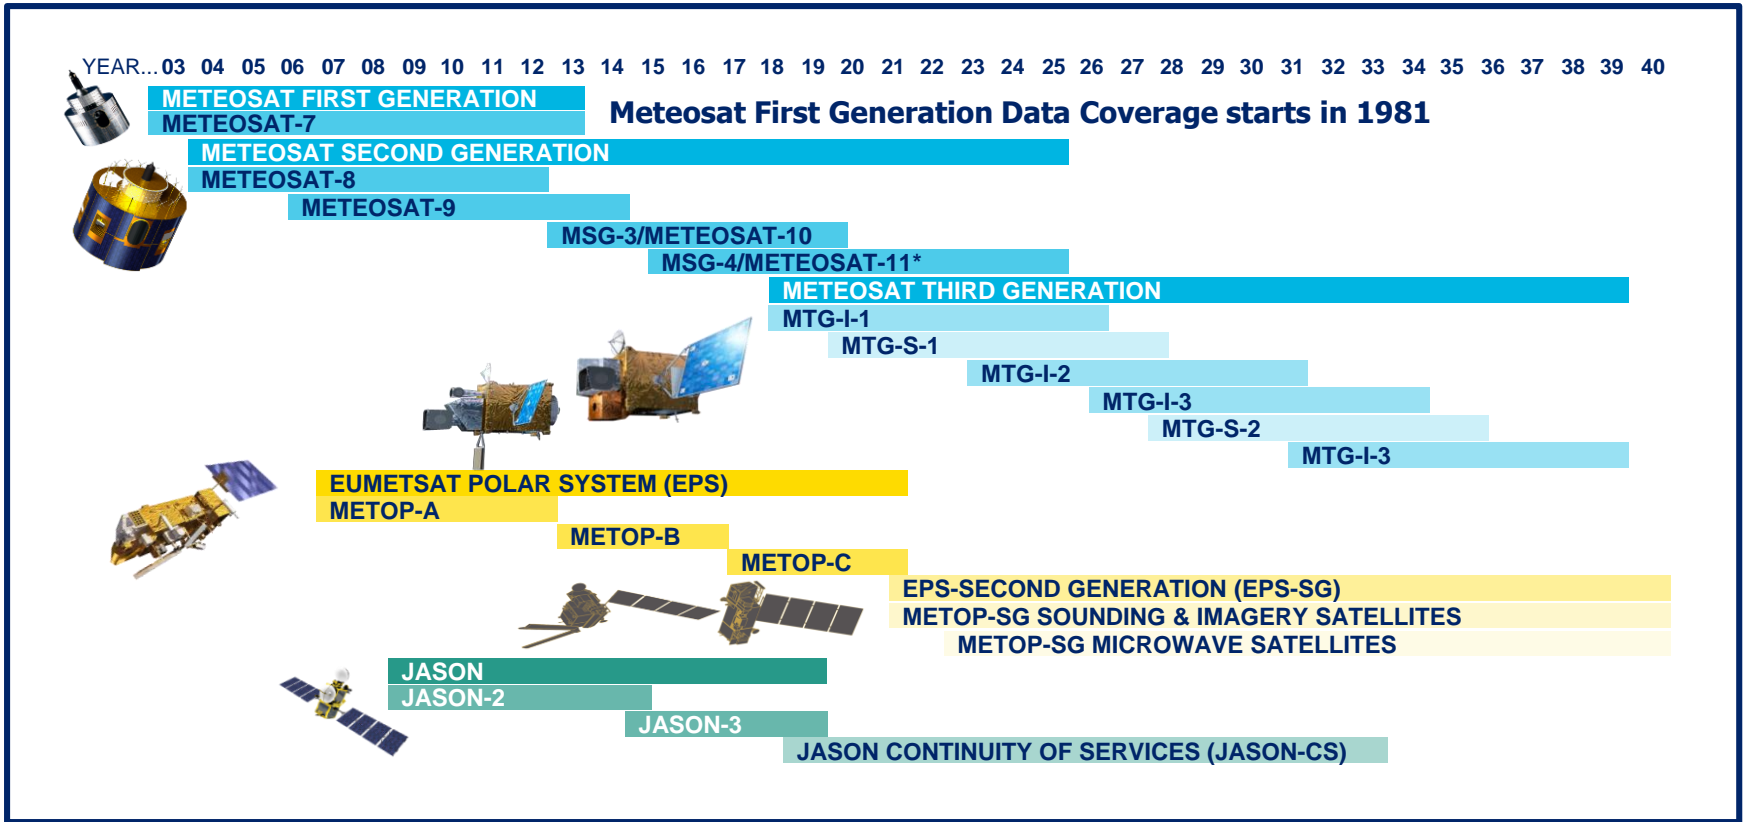 YEAR... 03 04 05 06 07 08 09 10 11 12 13 14 15 16 17 18 19 20 21 22 23 24 25 26 27 28 29 30 31 32 33 34 35 36 37 38 39 40
METEOSAT FIRST GENERATION
Meteosat First Generation Data Coverage starts in 1981
METEOSAT-7
METEOSAT SECOND GENERATION
METEOSAT-8
METEOSAT-9
MSG-3/METEOSAT-10
MSG-4/METEOSAT-11*
METEOSAT THIRD GENERATION
MTG-I-1
MTG-S-1
MTG-I-2
MTG-I-3
MTG-S-2
MTG-I-3
EUMETSAT POLAR SYSTEM (EPS)
METOP-A
METOP-B
METOP-C
EPS-SECOND GENERATION (EPS-SG)
METOP-SG SOUNDING & IMAGERY SATELLITES
METOP-SG MICROWAVE SATELLITES
JASON
JASON-2
JASON-3
JASON CONTINUITY OF SERVICES (JASON-CS)